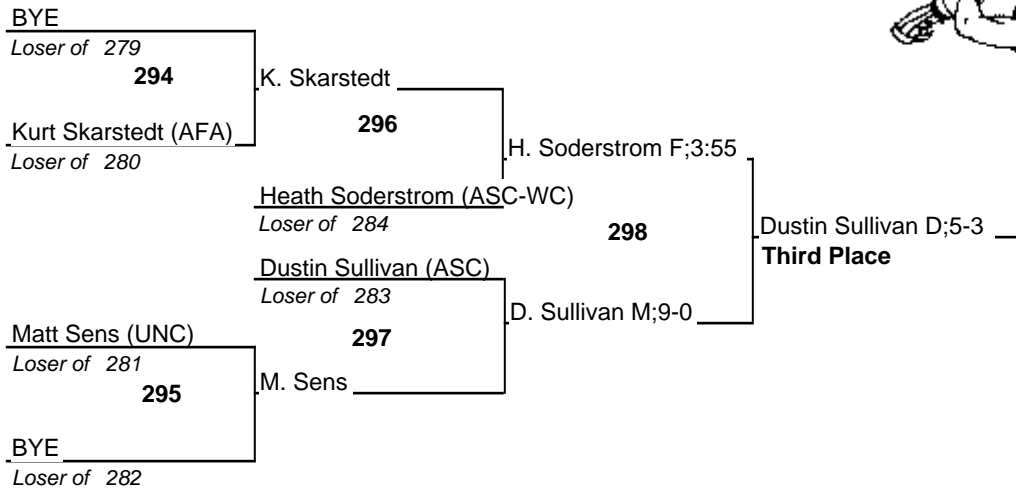 BYE
Loser of 279
294
K. Skarstedt
Kurt Skarstedt (AFA)
Loser of 280
296
H. Soderstrom F;3:55
Heath Soderstrom (ASC-WC)
Loser of 284
298
Dustin Sullivan D;5-3
Third Place
Dustin Sullivan (ASC)
Loser of 283
D. Sullivan M;9-0
297
Matt Sens (UNC)
Loser of 281
295
M. Sens
BYE
Loser of 282